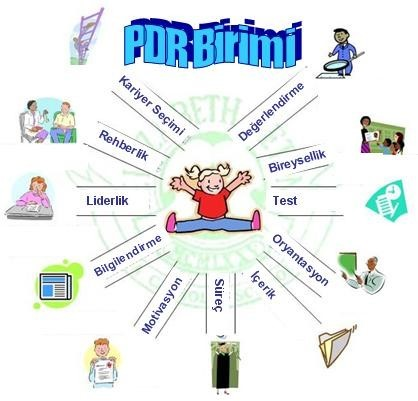 PDR Birimi
Kariyer Seçimi
Değerlendirme
Rehberlik
Bireysellik
Liderlik
Test
Bilgilendirme
Oryantasyon
Motivasyon
Süreç
İçerik